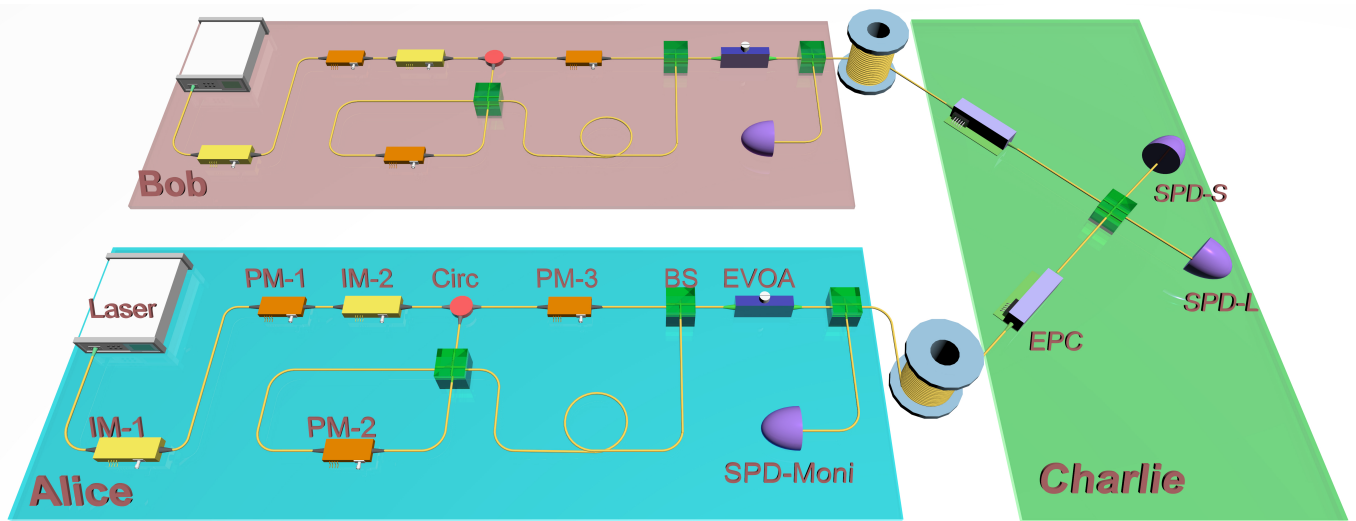 Bob
SPD-S
SPD-L
EPC
Charlie
PM-1
IM-2
Circ
PM-3
BS
EVOA
Laser
IM-1
PM-2
SPD-Moni
Alice